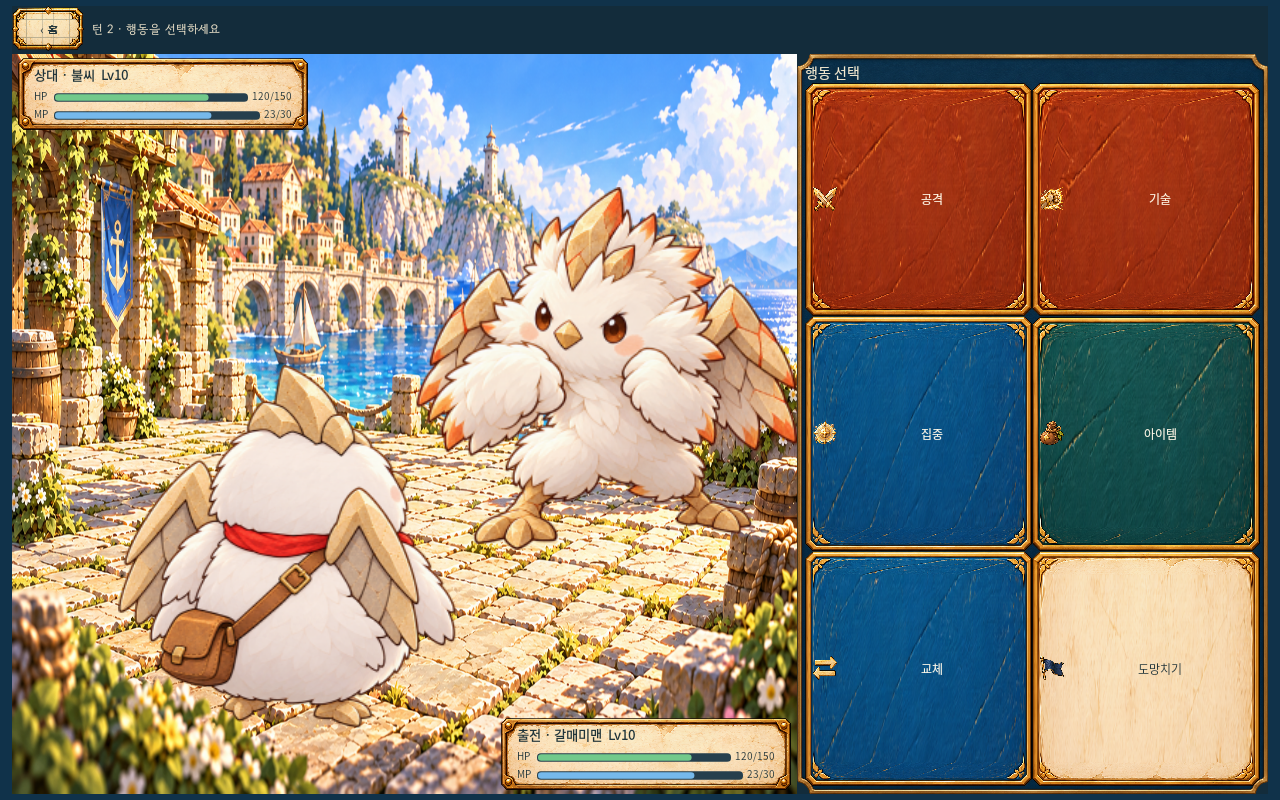 ‹ 홈
턴 2 · 행동을 선택하세요
상대 · 불씨 Lv10
HP 120/150
MP 23/30
행동 선택
공격
기술
집중
아이템
교체
도망치기
출전 · 갈매미맨 Lv10
HP 120/150
MP 23/30